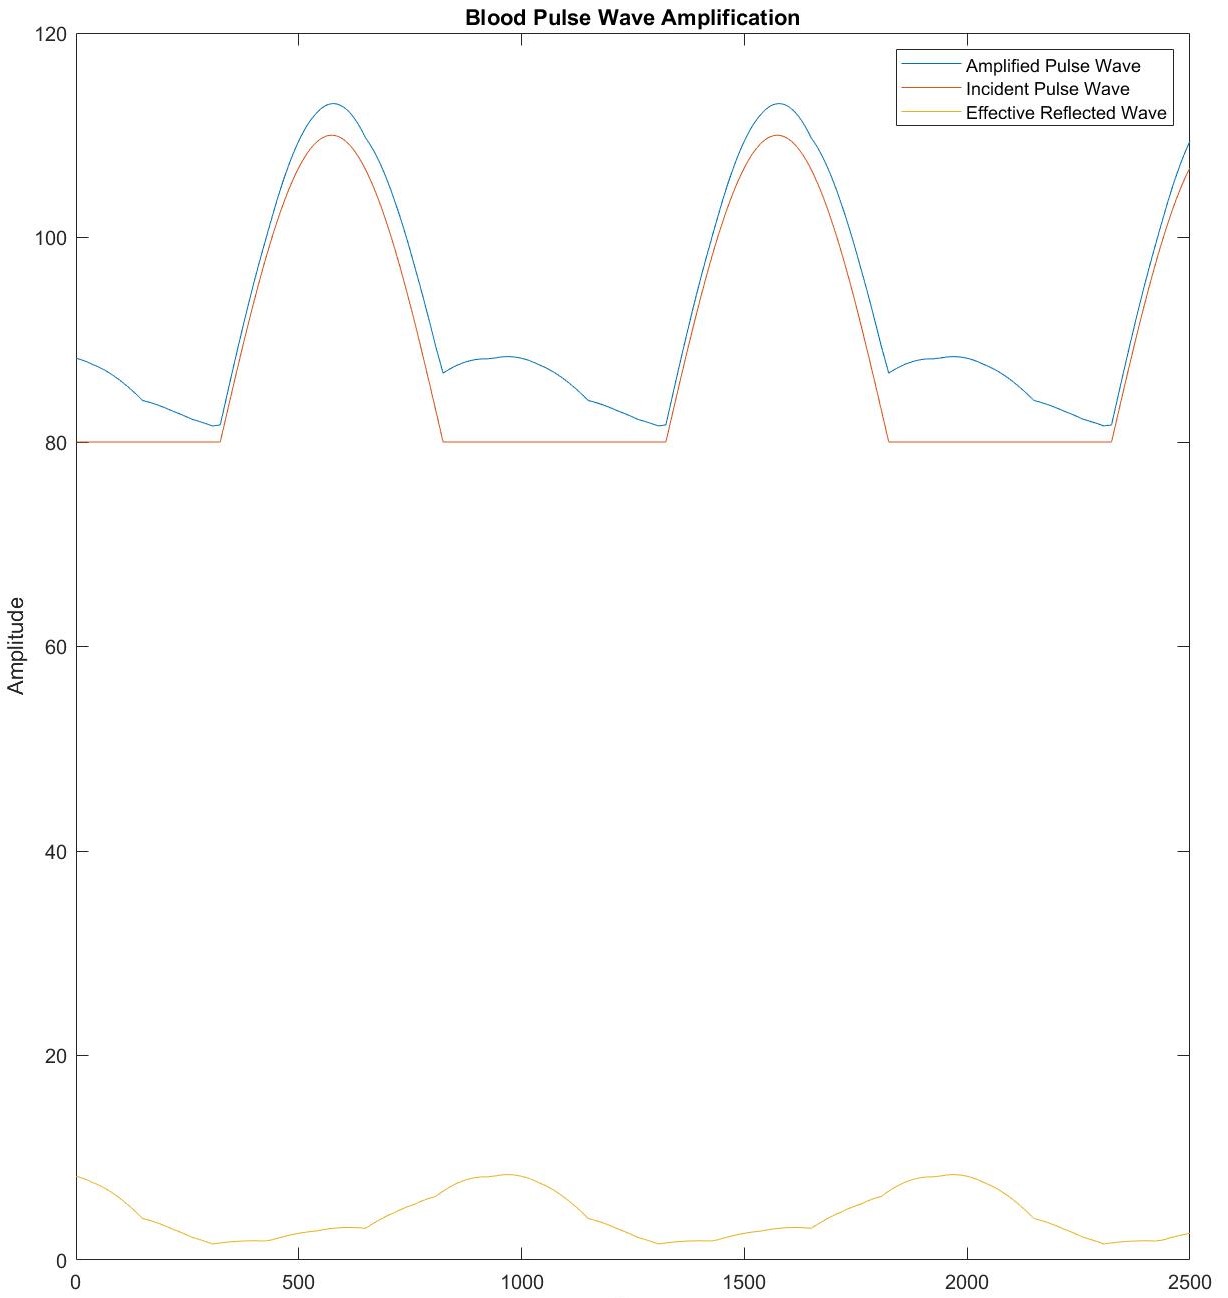 Blood Pulse Wave Amplification
120
100
80
60
40
20
0
Amplitude
Amplified Pulse Wave
Incident Pulse Wave
Effective Reflected Wave
0 500 1000 1500 2000 2500